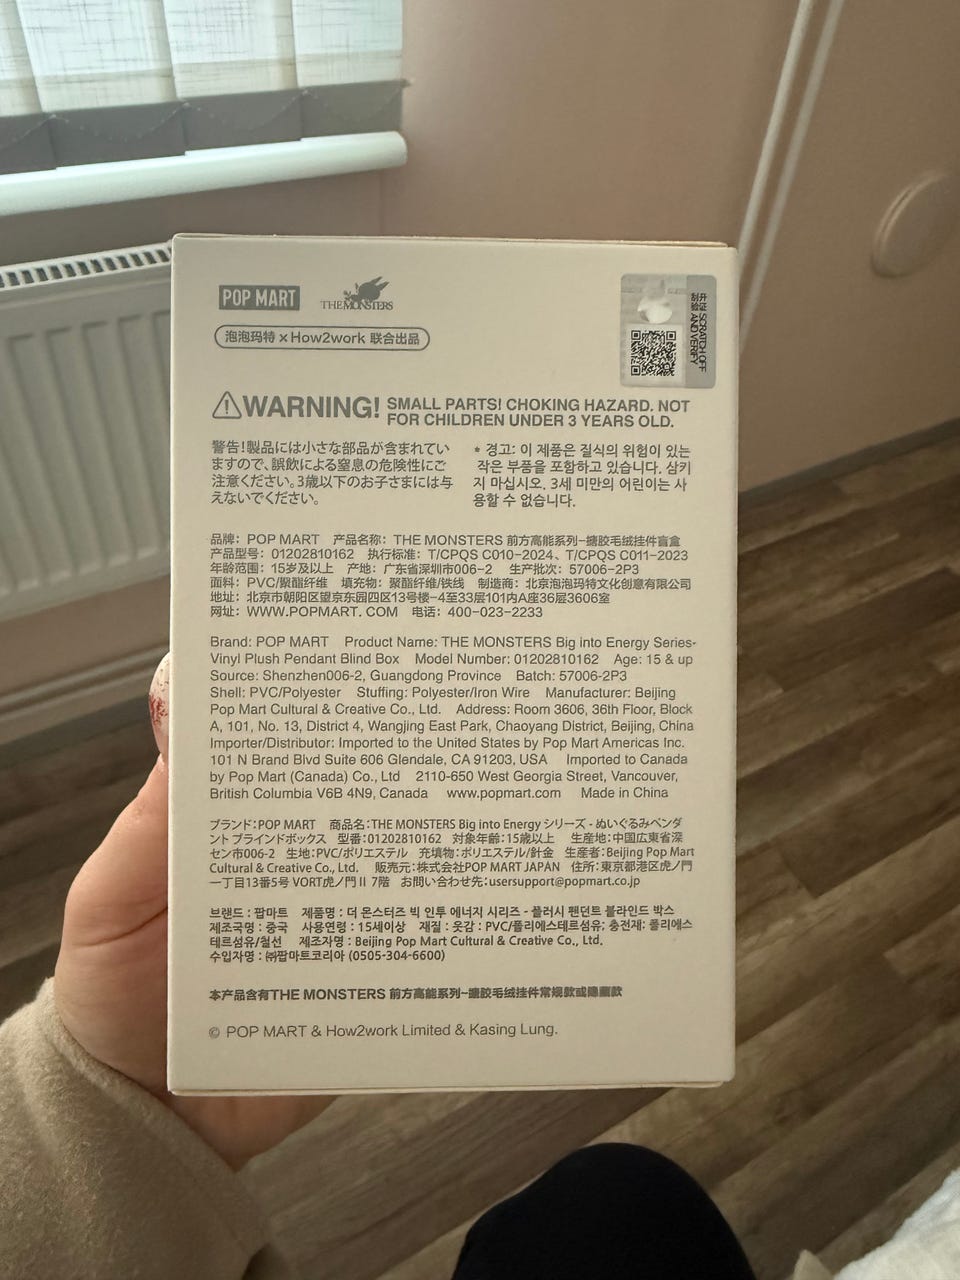 POP MART
THE MONSTERS
泡泡玛特 × How2work 联合出品
SCRATCH OFF
AND VERIFY
WARNING! SMALL PARTS! CHOKING HAZARD. NOT
FOR CHILDREN UNDER 3 YEARS OLD.
警告!製品には小さな部品が含まれてい
ますので、誤飲による窒息の危険性にご
注意ください。3歳以下のお子さまには与
えないでください。
* 경고: 이 제품은 질식의 위험이 있는
작은 부품을 포함하고 있습니다. 삼키
지 마십시오. 3세 미만의 어린이는 사
용할 수 없습니다.
品牌: POP MART 产品名称: THE MONSTERS 前方高能系列-搪胶毛绒挂件盲盒
产品型号: 01202810162 执行标准: T/CPQS C010-2024、T/CPQS C011-2023
年龄范围: 15岁及以上 产地: 广东省深圳市006-2 生产批次: 57006-2P3
面料: PVC/聚酯纤维 填充物: 聚酯纤维/铁线 制造商: 北京泡泡玛特文化创意有限公司
地址: 北京市朝阳区望京东园四区13号楼-4至33层101内A座36层3606室
网址: WWW.POPMART.COM 电话: 400-023-2233
Brand: POP MART Product Name: THE MONSTERS Big into Energy Series-
Vinyl Plush Pendant Blind Box Model Number: 01202810162 Age: 15 & up
Source: Shenzhen006-2, Guangdong Province Batch: 57006-2P3
Shell: PVC/Polyester Stuffing: Polyester/Iron Wire Manufacturer: Beijing
Pop Mart Cultural & Creative Co., Ltd. Address: Room 3606, 36th Floor, Block
A, 101, No. 13, District 4, Wangjing East Park, Chaoyang District, Beijing, China
Importer/Distributor: Imported to the United States by Pop Mart Americas Inc.
101 N Brand Blvd Suite 606 Glendale, CA 91203, USA Imported to Canada
by Pop Mart (Canada) Co., Ltd 2110-650 West Georgia Street, Vancouver,
British Columbia V6B 4N9, Canada www.popmart.com Made in China
ブランド:POP MART 商品名:THE MONSTERS Big into Energy シリーズ - ぬいぐるみペンダ
ント ブラインドボックス 型番:01202810162 対象年齢:15歳以上 生産地:中国広東省深
セン市006-2 生地:PVC/ポリエステル 充填物:ポリエステル/針金 生産者:Beijing Pop Mart
Cultural & Creative Co., Ltd. 販売元:株式会社POP MART JAPAN 住所:東京都港区虎ノ門
一丁目13番5号 VORT虎ノ門 II 7階 お問い合わせ先:usersupport@popmart.co.jp
브랜드 : 팝마트 제품명 : 더 몬스터즈 빅 인투 에너지 시리즈 - 플러시 펜던트 블라인드 박스
제조국명 : 중국 사용연령 : 15세이상 재질 : 옷감 : PVC/폴리에스테르섬유; 충전재: 폴리에스
테르섬유/철선 제조자명 : Beijing Pop Mart Cultural & Creative Co., Ltd.
수입자명 : ㈜팝마트코리아 (0505-304-6600)
本产品含有THE MONSTERS 前方高能系列-搪胶毛绒挂件常规款或隐藏款
© POP MART & How2work Limited & Kasing Lung.